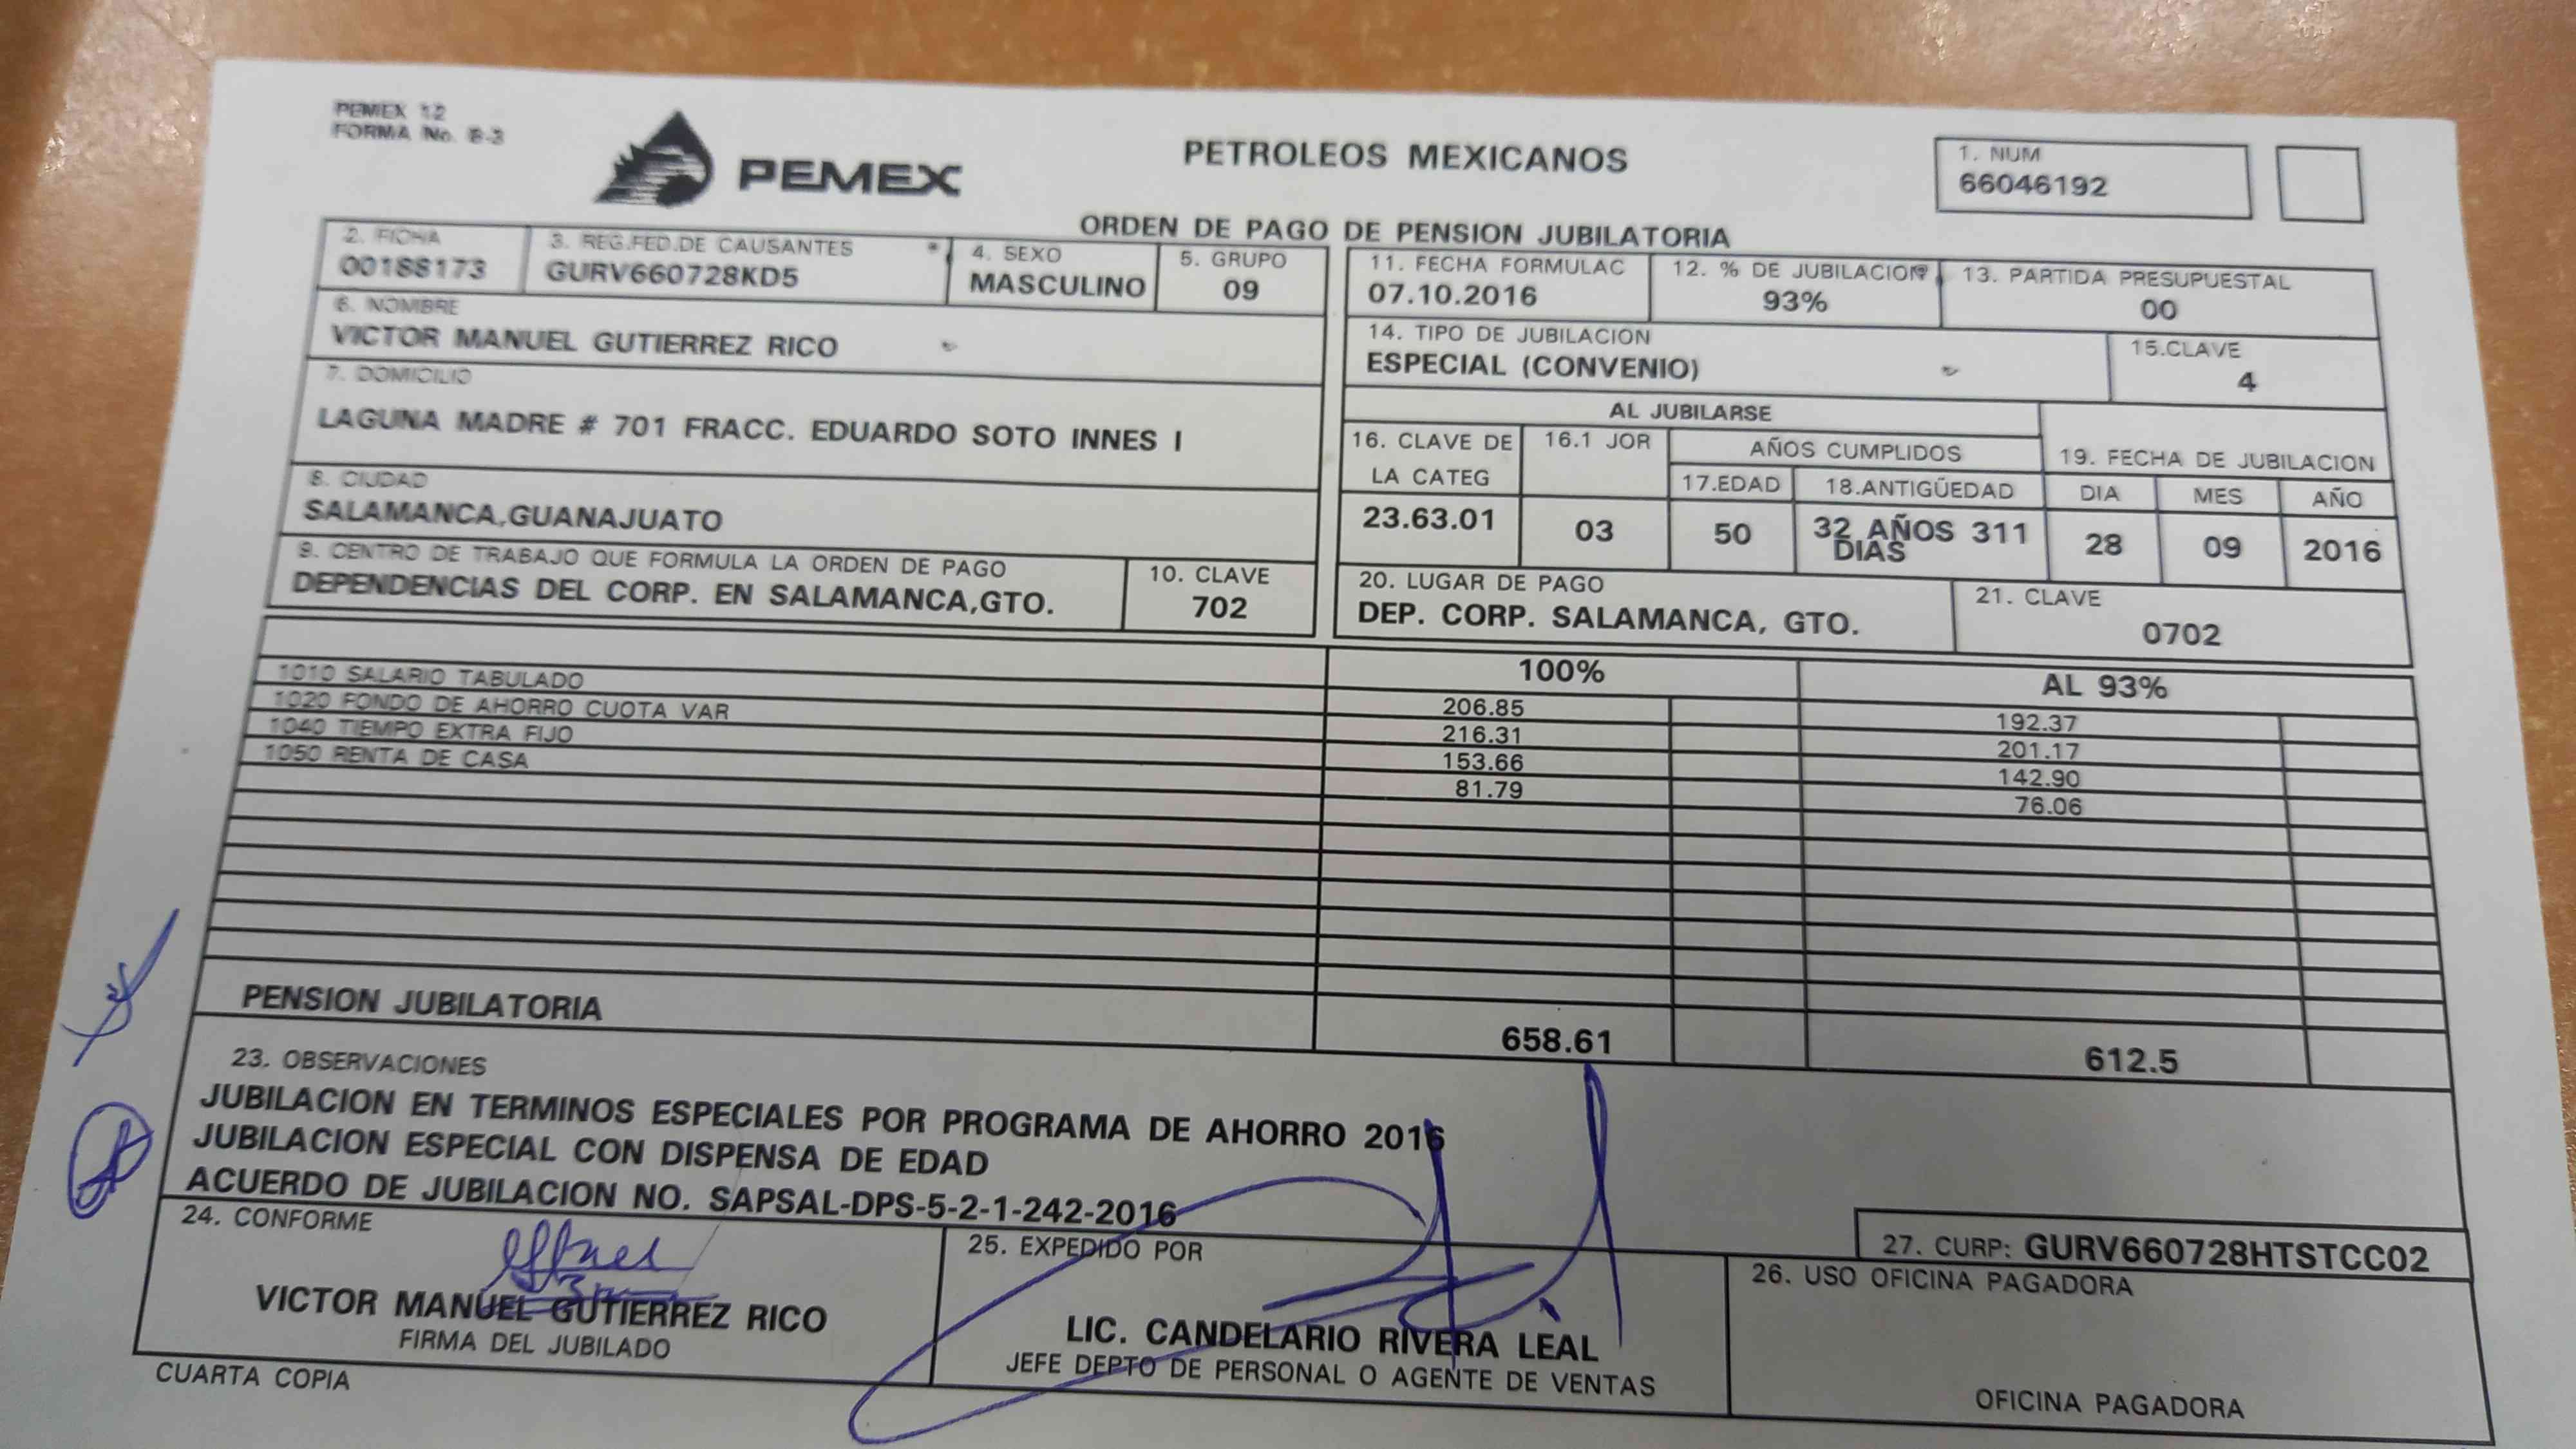 PEMEX 12
FORMA No. B-3
PEMEX
PETROLEOS MEXICANOS
1. NUM
66046192
ORDEN DE PAGO DE PENSION JUBILATORIA
2. FICHA
00188173
3. REG.FED.DE CAUSANTES
GURV660728KD5
4. SEXO
MASCULINO
5. GRUPO
09
6. NOMBRE
VICTOR MANUEL GUTIERREZ RICO
7. DOMICILIO
LAGUNA MADRE # 701 FRACC. EDUARDO SOTO INNES I
8. CIUDAD
SALAMANCA,GUANAJUATO
9. CENTRO DE TRABAJO QUE FORMULA LA ORDEN DE PAGO
DEPENDENCIAS DEL CORP. EN SALAMANCA,GTO.
10. CLAVE
702
11. FECHA FORMULAC
07.10.2016
12. % DE JUBILACION
93%
13. PARTIDA PRESUPUESTAL
00
14. TIPO DE JUBILACION
ESPECIAL (CONVENIO)
15.CLAVE
4
AL JUBILARSE
16. CLAVE DE
LA CATEG
23.63.01
16.1 JOR
03
AÑOS CUMPLIDOS
17.EDAD
50
18.ANTIGÜEDAD
32 AÑOS 311
DIAS
19. FECHA DE JUBILACION
DIA MES AÑO
28 09 2016
20. LUGAR DE PAGO
DEP. CORP. SALAMANCA, GTO.
21. CLAVE
0702
100% AL 93%
1010 SALARIO TABULADO 206.85 192.37
1020 FONDO DE AHORRO CUOTA VAR 216.31 201.17
1040 TIEMPO EXTRA FIJO 153.66 142.90
1050 RENTA DE CASA 81.79 76.06
PENSION JUBILATORIA 658.61 612.5
23. OBSERVACIONES
JUBILACION EN TERMINOS ESPECIALES POR PROGRAMA DE AHORRO 2016
JUBILACION ESPECIAL CON DISPENSA DE EDAD
ACUERDO DE JUBILACION NO. SAPSAL-DPS-5-2-1-242-2016
27. CURP: GURV660728HTSTCC02
24. CONFORME
VICTOR MANUEL GUTIERREZ RICO
FIRMA DEL JUBILADO
25. EXPEDIDO POR
LIC. CANDELARIO RIVERA LEAL
JEFE DEPTO DE PERSONAL O AGENTE DE VENTAS
26. USO OFICINA PAGADORA
OFICINA PAGADORA
CUARTA COPIA